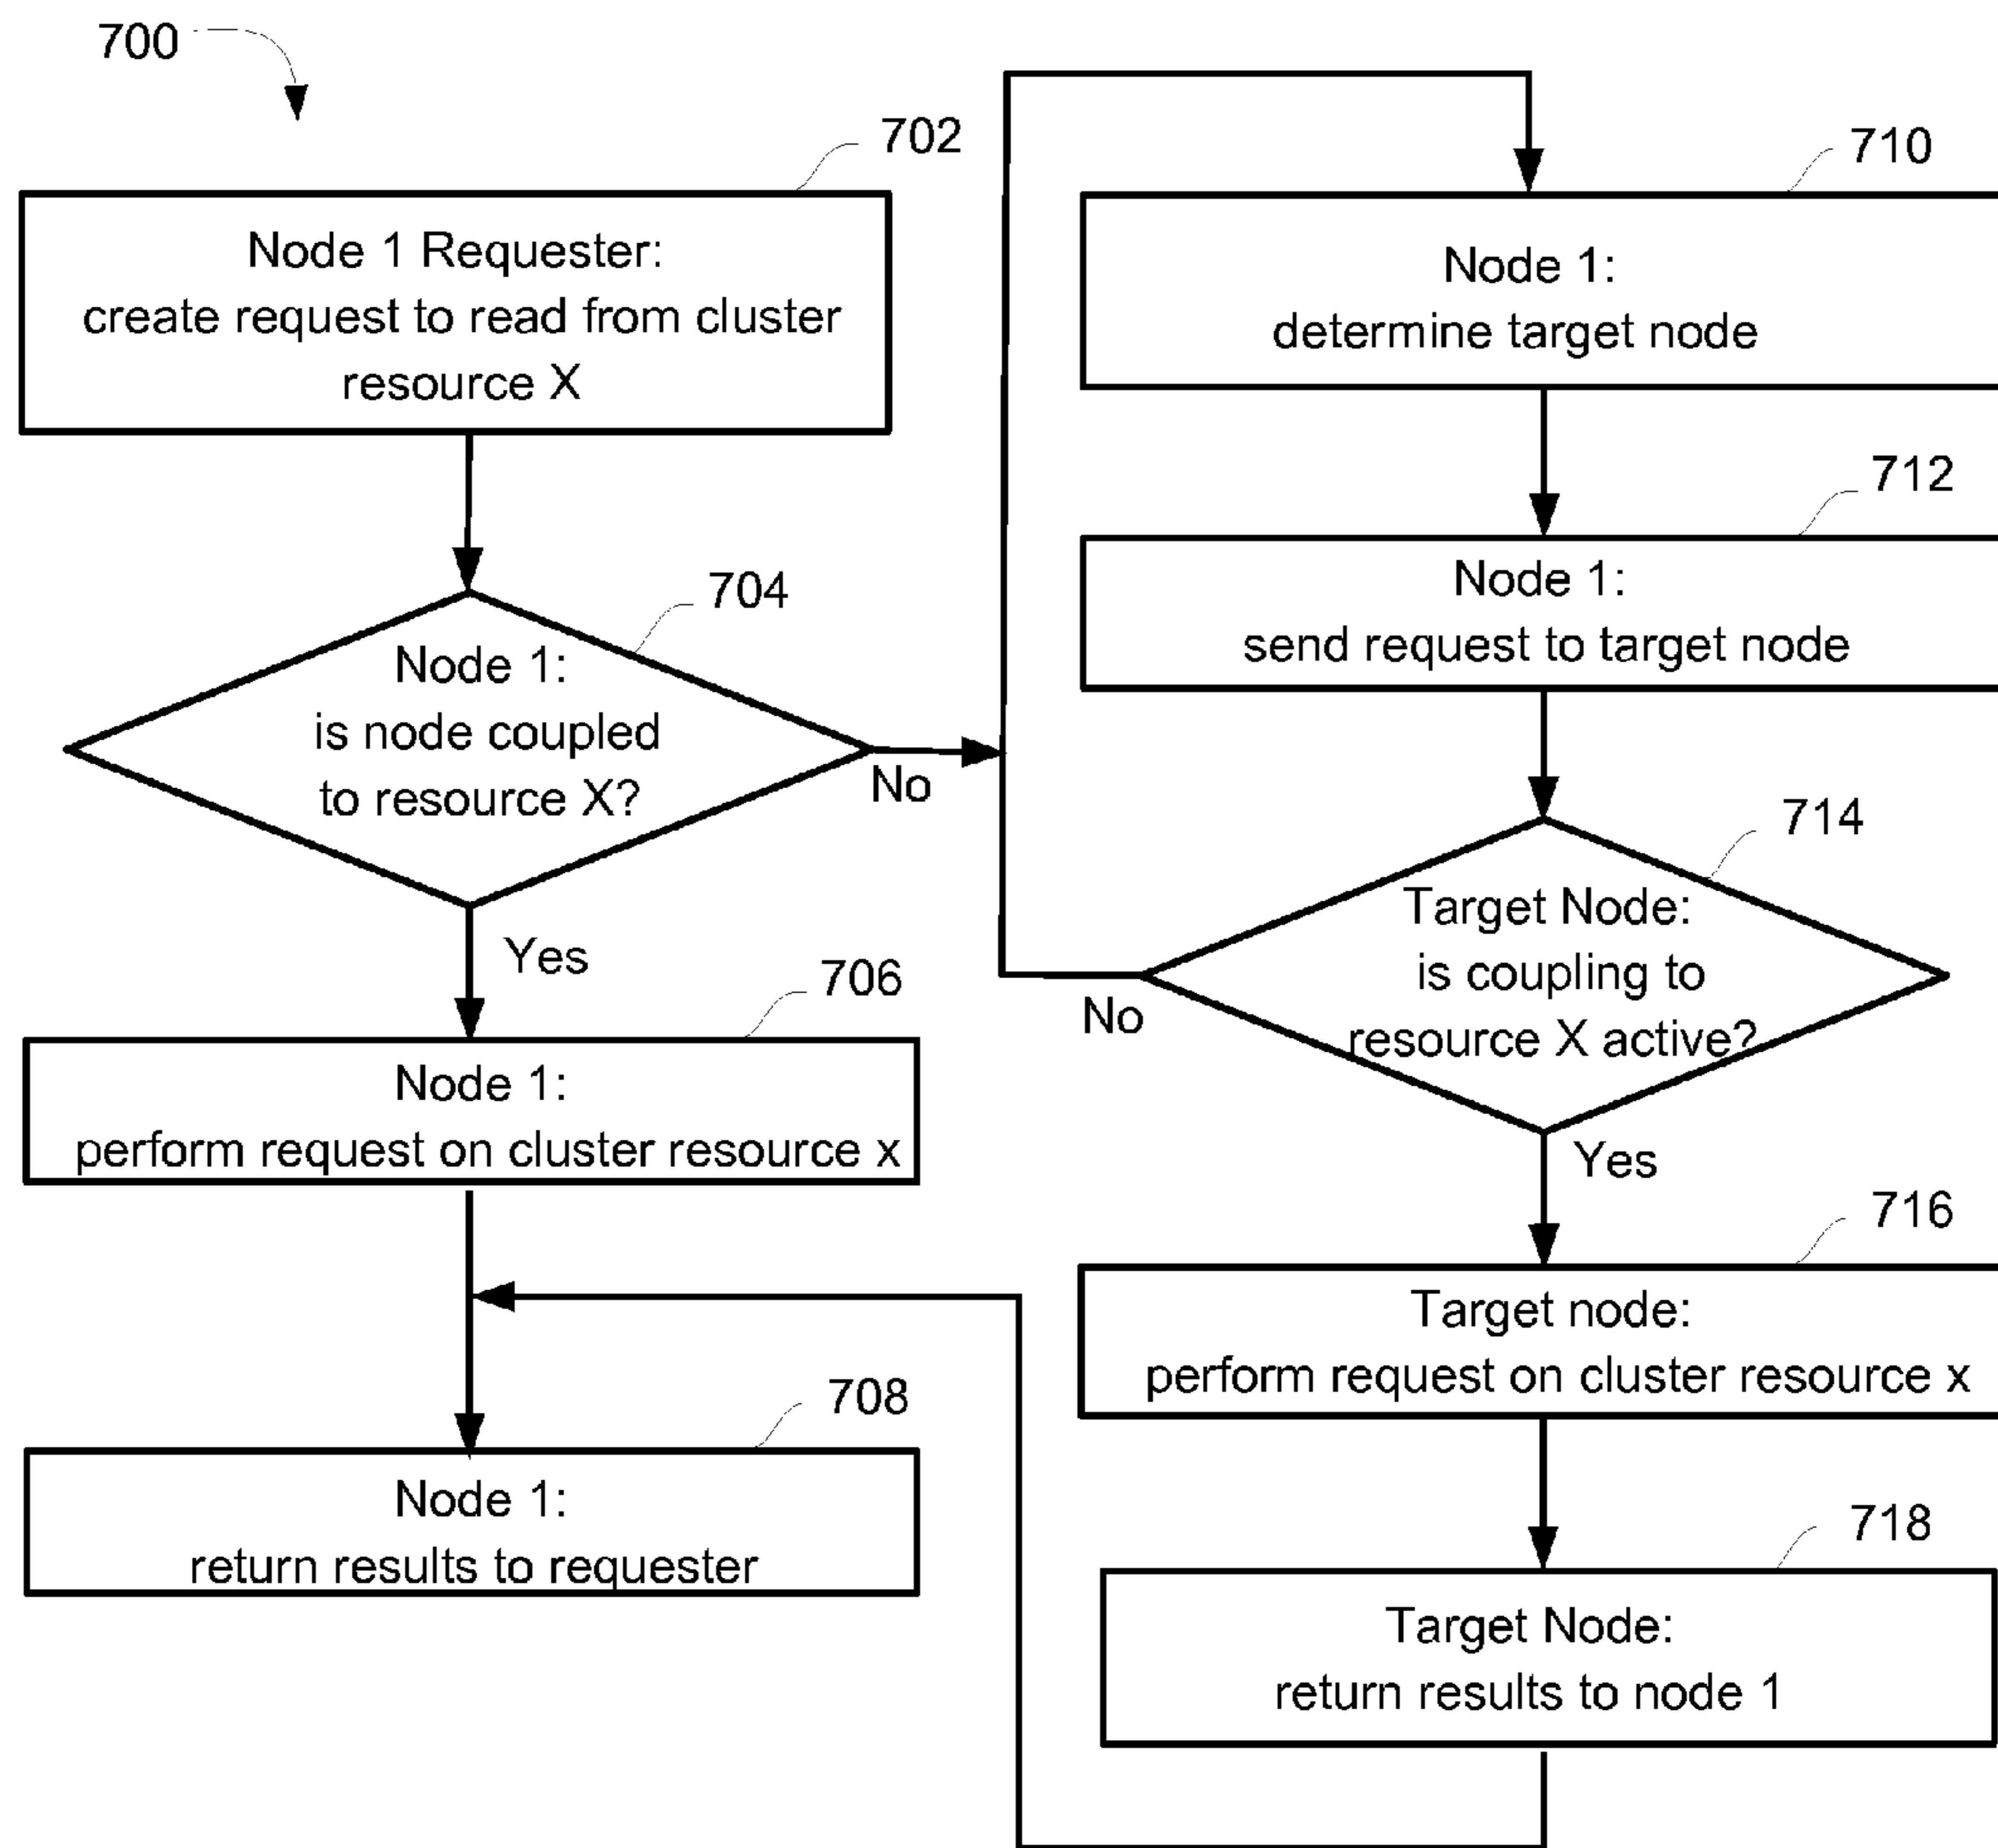 700
702
Node 1 Requester:
create request to read from cluster
resource X
704
Node 1:
is node coupled
to resource X?
No
Yes
706
Node 1:
perform request on cluster resource x
708
Node 1:
return results to requester
710
Node 1:
determine target node
712
Node 1:
send request to target node
714
Target Node:
is coupling to
resource X active?
No
Yes
716
Target node:
perform request on cluster resource x
718
Target Node:
return results to node 1